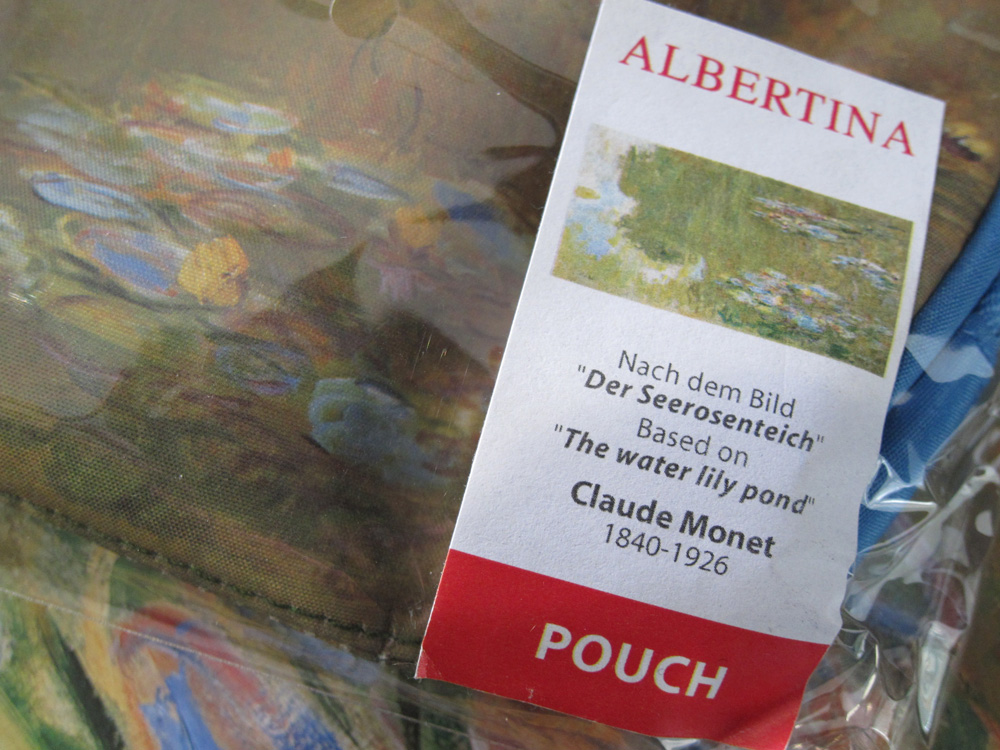 ALBERTINA
Nach dem Bild
"Der Seerosenteich"
Based on
"The water lily pond"
Claude Monet
1840-1926
POUCH